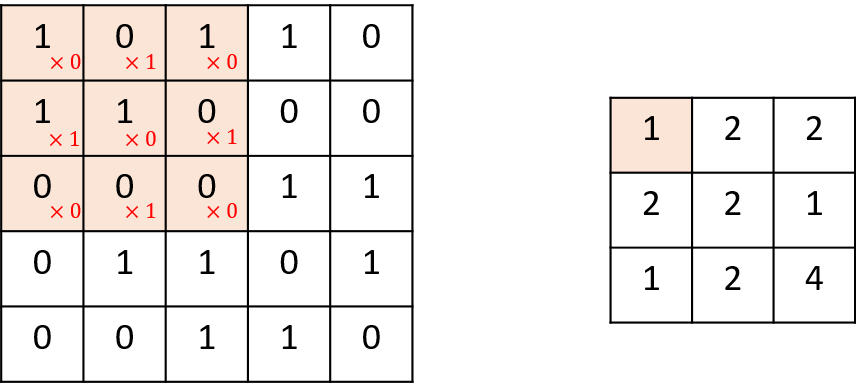 1 0 1 1 0
×0 ×1 ×0
1 1 0 0 0
×1 ×0 ×1
0 0 0 1 1
×0 ×1 ×0
0 1 1 0 1
0 0 1 1 0
1 2 2
2 2 1
1 2 4